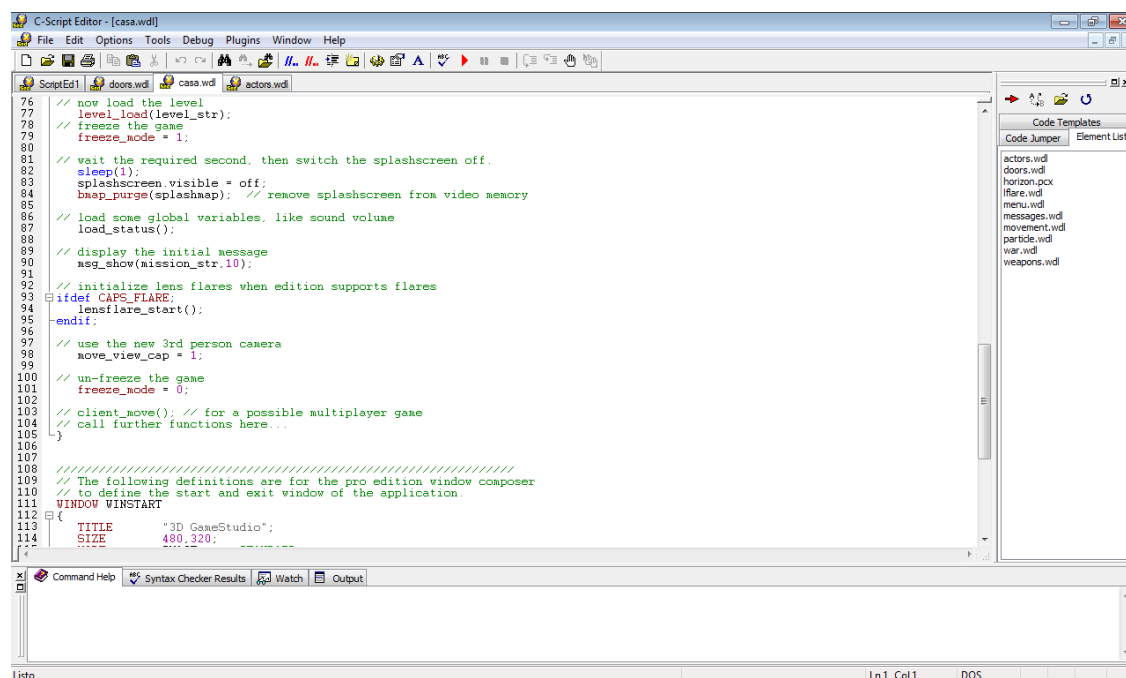 C-Script Editor - [casa.wdl]
File Edit Options Tools Debug Plugins Window Help
ScriptEd1 doors.wdl casa.wdl actors.wdl
76 // now load the level
77 level_load(level_str);
78 // freeze the game
79 freeze_mode = 1;
80
81 // wait the required second, then switch the splashscreen off.
82 sleep(1);
83 splashscreen.visible = off;
84 bmap_purge(splashmap); // remove splashscreen from video memory
85
86 // load some global variables, like sound volume
87 load_status();
88
89 // display the initial message
90 msg_show(mission_str,10);
91
92 // initialize lens flares when edition supports flares
93 ifdef CAPS_FLARE;
94 lensflare_start();
95 endif;
96
97 // use the new 3rd person camera
98 move_view_cap = 1;
99
100 // un-freeze the game
101 freeze_mode = 0;
102
103 // client_move(); // for a possible multiplayer game
104 // call further functions here...
105 }
106
107
108 /////////////////////////////////////////////////////////////////
109 // The following definitions are for the pro edition window composer
110 // to define the start and exit window of the application.
111 WINDOW WINSTART
112 {
113 TITLE "3D GameStudio";
114 SIZE 480,320;
Code Templates
Code Jumper Element List
actors.wdl
doors.wdl
horizon.pcx
lflare.wdl
menu.wdl
messages.wdl
movement.wdl
particle.wdl
war.wdl
weapons.wdl
Command Help Syntax Checker Results Watch Output
Listo Ln 1, Col 1 DOS